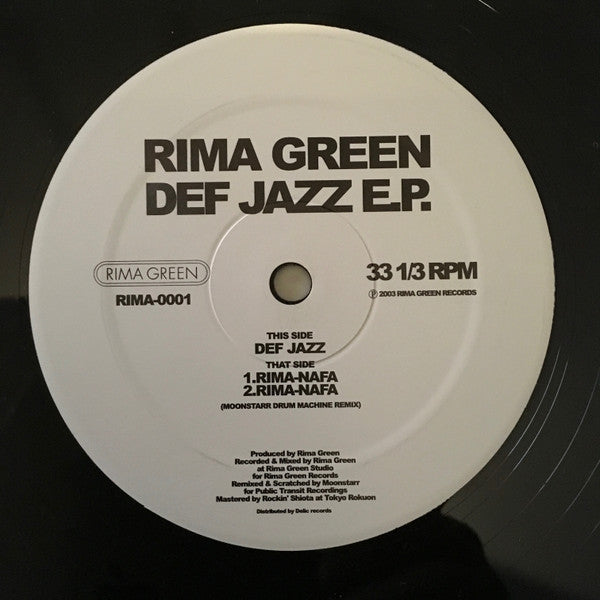 RIMA GREEN
DEF JAZZ E.P.
RIMA GREEN
RIMA-0001
33 1/3 RPM
℗ 2003 RIMA GREEN RECORDS
THIS SIDE
DEF JAZZ
THAT SIDE
1.RIMA-NAFA
2.RIMA-NAFA
(MOONSTARR DRUM MACHINE REMIX)
Produced by Rima Green
Recorded & Mixed by Rima Green
at Rima Green Studio
for Rima Green Records
Remixed & Scratched by Moonstarr
for Public Transit Recordings
Mastered by Rockin' Shiota at Tokyo Rokuon
Distributed by Delic records